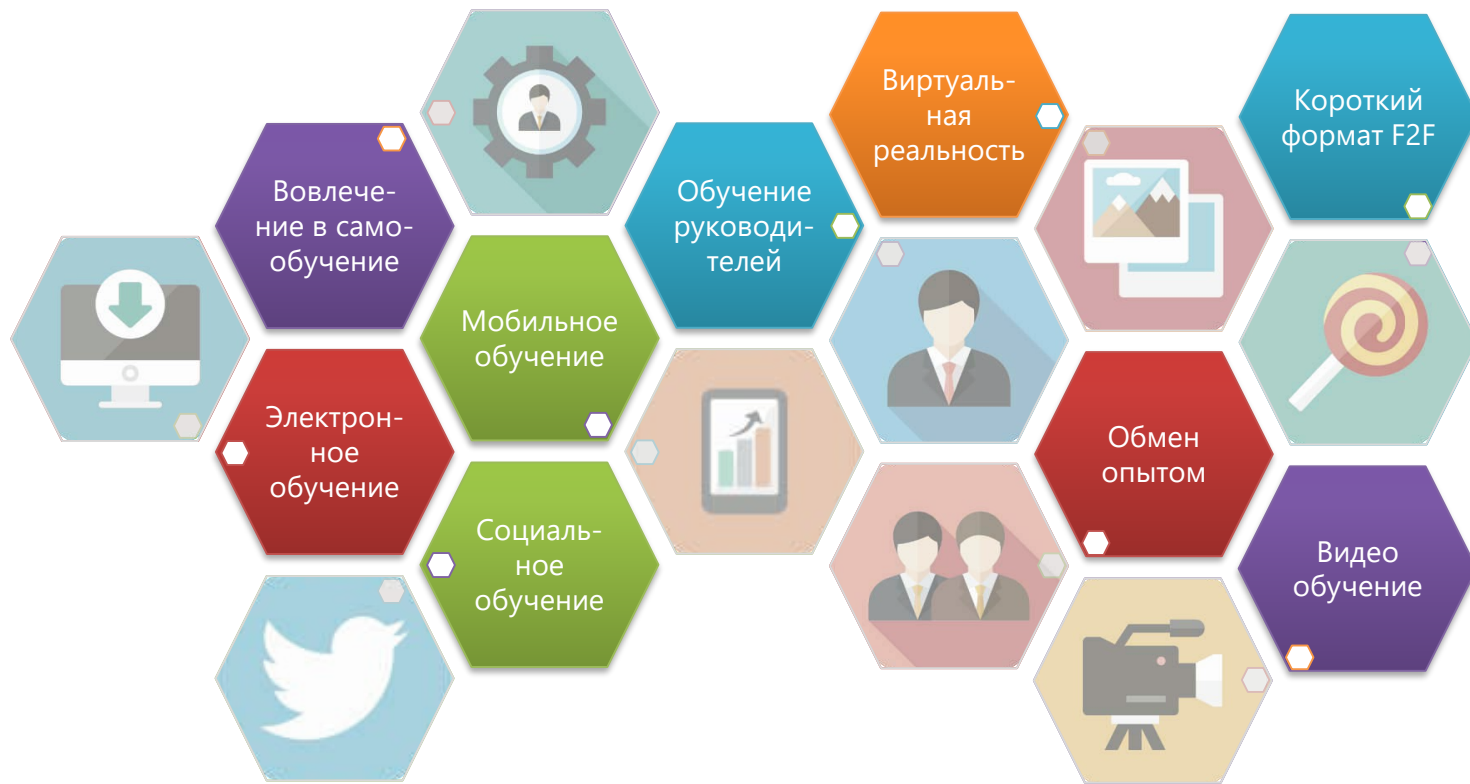 Вовлече-
ние в само-
обучение
Электрон-
ное
обучение
Мобильное
обучение
Социаль-
ное
обучение
Обучение
руководи-
телей
Виртуаль-
ная
реальность
Обмен
опытом
Короткий
формат F2F
Видео
обучение